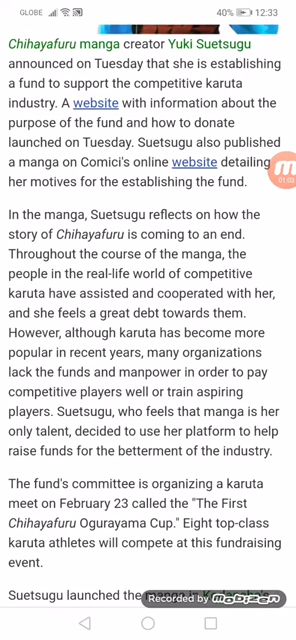 GLOBE 40% 12:33
Chihayafuru manga creator Yuki Suetsugu
announced on Tuesday that she is establishing
a fund to support the competitive karuta
industry. A website with information about the
purpose of the fund and how to donate
launched on Tuesday. Suetsugu also published
a manga on Comici's online website detailing
her motives for the establishing the fund.
01:03
In the manga, Suetsugu reflects on how the
story of Chihayafuru is coming to an end.
Throughout the course of the manga, the
people in the real-life world of competitive
karuta have assisted and cooperated with her,
and she feels a great debt towards them.
However, although karuta has become more
popular in recent years, many organizations
lack the funds and manpower in order to pay
competitive players well or train aspiring
players. Suetsugu, who feels that manga is her
only talent, decided to use her platform to help
raise funds for the betterment of the industry.
The fund's committee is organizing a karuta
meet on February 23 called the "The First
Chihayafuru Ogurayama Cup." Eight top-class
karuta athletes will compete at this fundraising
event.
Suetsugu launched the
Recorded by mobizen